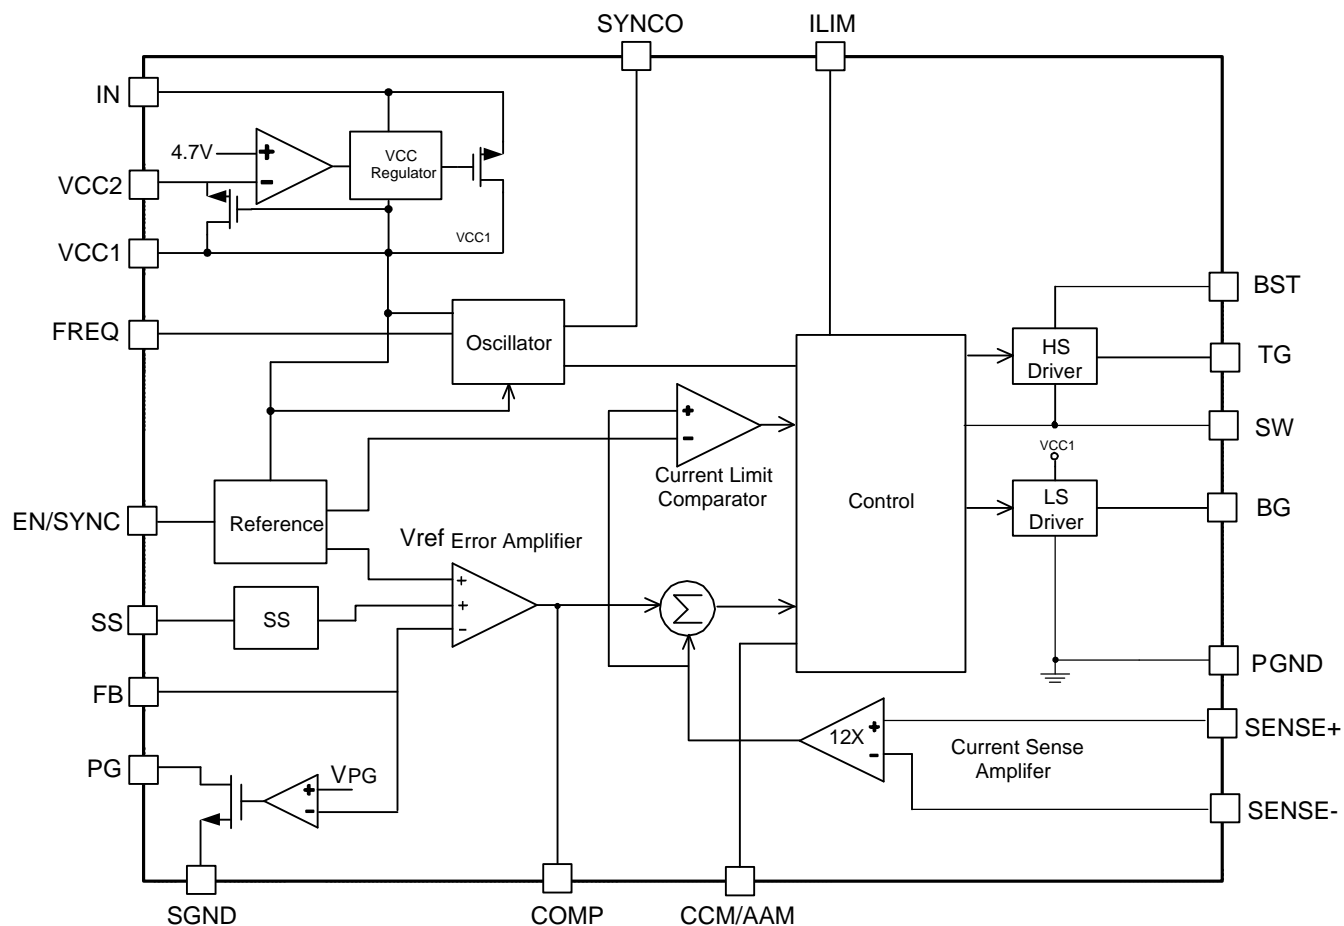 SYNCO
ILIM
IN
4.7V
+
-
VCC
Regulator
VCC2
VCC1
VCC1
FREQ
Oscillator
BST
HS
Driver
TG
+
-
SW
Current Limit
Comparator
VCC1
Control
LS
Driver
BG
EN/SYNC
Reference
Vref Error Amplifier
+
+
-
SS
SS
Σ
FB
PGND
12X
+
-
SENSE+
Current Sense
Amplifer
PG
VPG
+
-
SENSE-
SGND
COMP
CCM/AAM